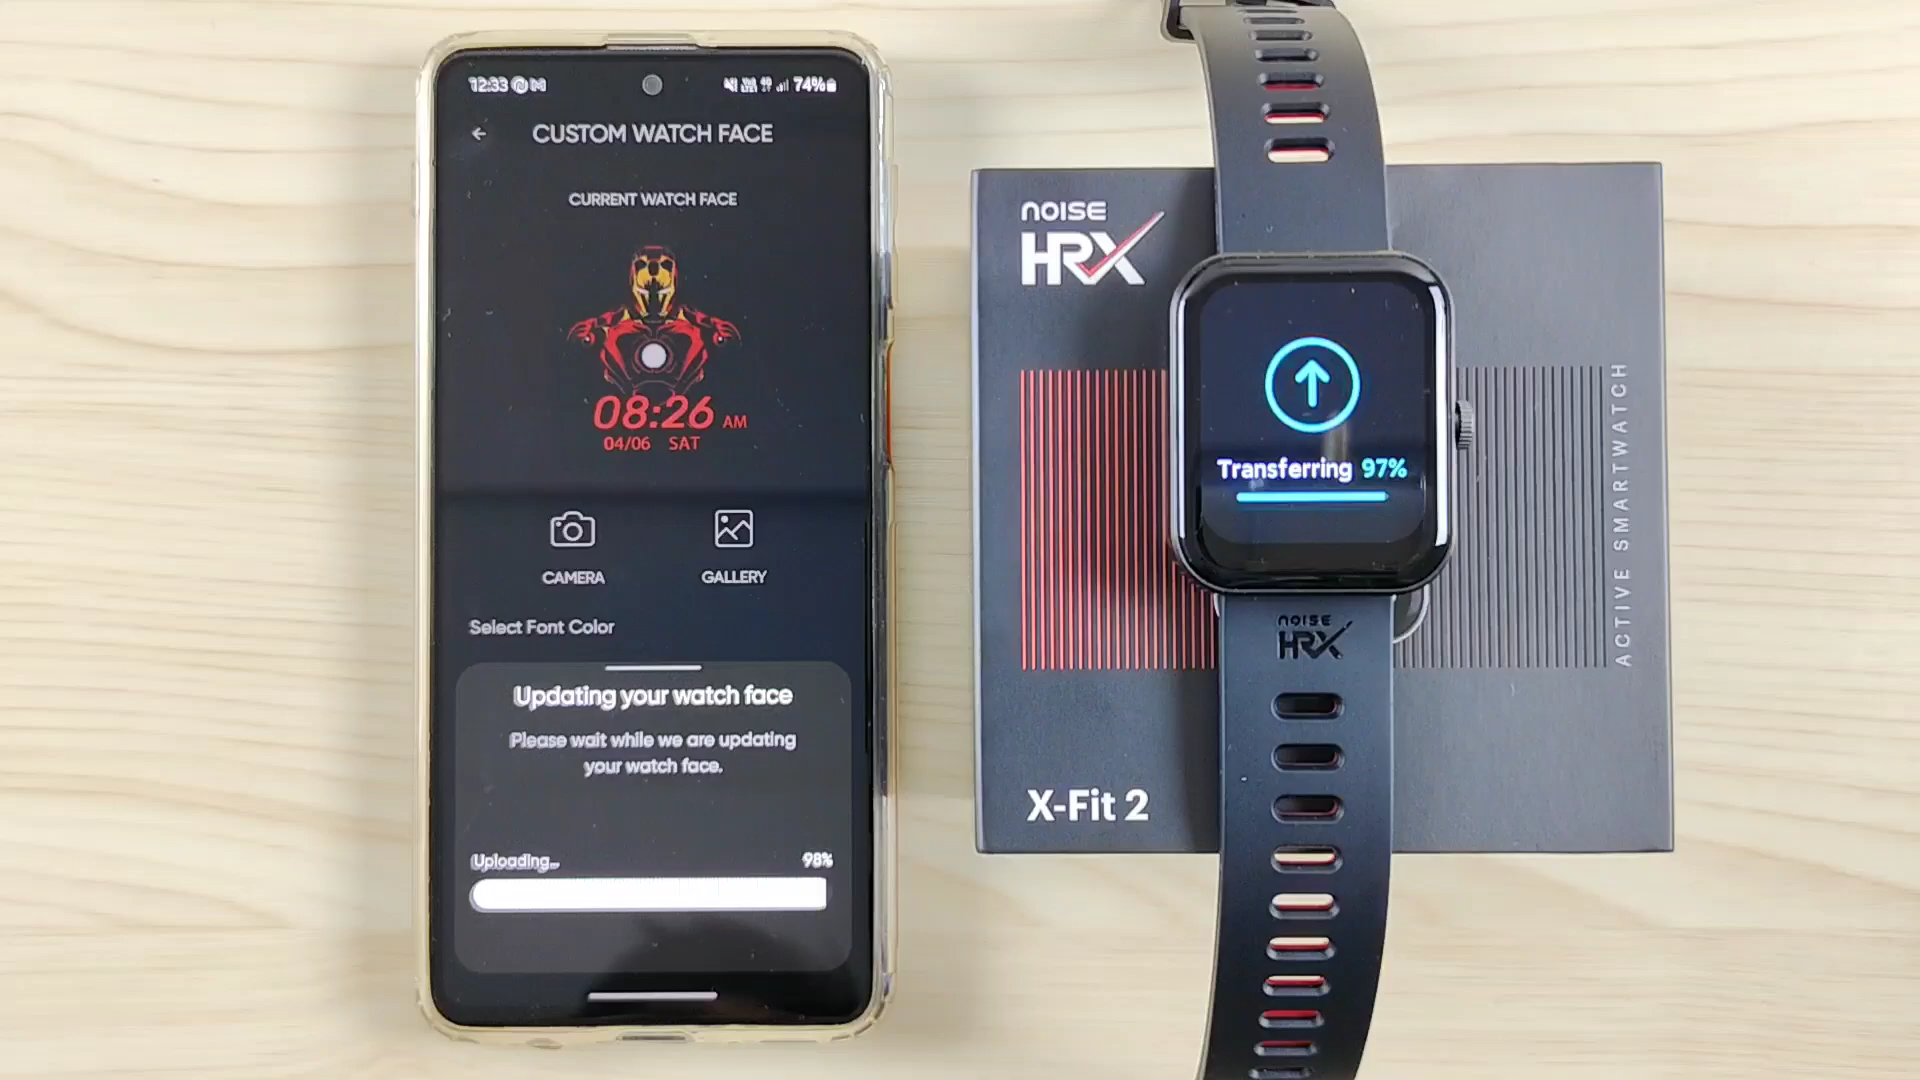 12:33
74%
CUSTOM WATCH FACE
CURRENT WATCH FACE
08:26 AM
04/06 SAT
CAMERA
GALLERY
Select Font Color
Updating your watch face
Please wait while we are updating
your watch face.
Uploading... 98%
noise
HRX
Transferring 97%
noise
HRX
ACTIVE SMARTWATCH
X-Fit 2